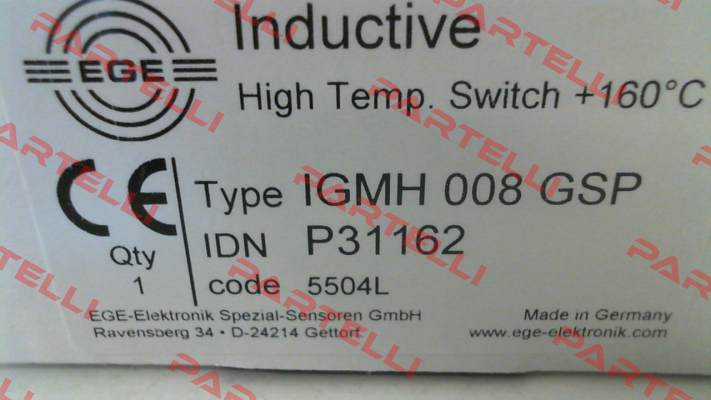 Inductive
EGE
High Temp. Switch +160°C
CE
Type IGMH 008 GSP
IDN P31162
Qty
1
code 5504L
EGE-Elektronik Spezial-Sensoren GmbH
Ravensberg 34 • D-24214 Gettorf
Made in Germany
www.ege-elektronik.com
PARTELLI
PARTELLI
PARTELLI
PARTELLI
PARTELLI
PARTELLI
PARTELLI
PARTELLI